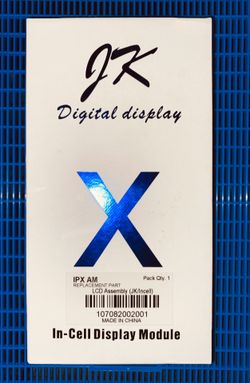 JK
Digital display
X
IPX AM
Pack Qty. 1
REPLACEMENT PART
LCD Assembly (JK/Incell)
107082002001
MADE IN CHINA
In-Cell Display Module